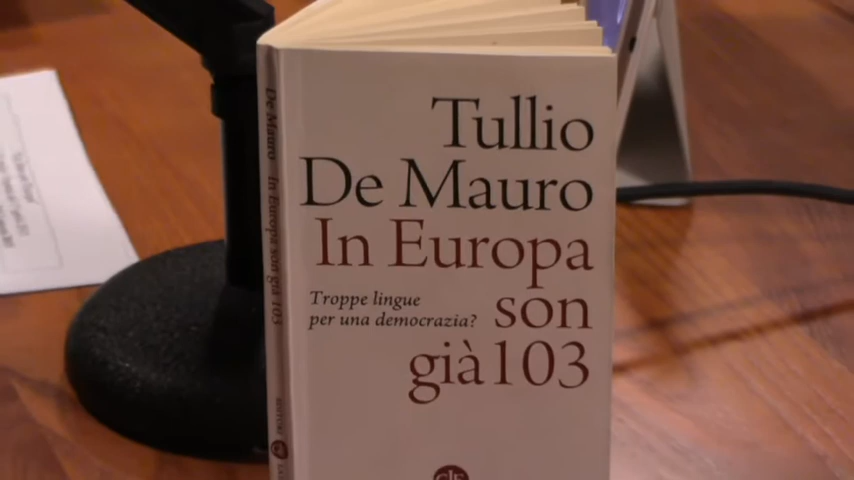 Tullio
De Mauro
In Europa
son
già 103
Troppe lingue
per una democrazia?
De Mauro In Europa son già 103
EDITORI